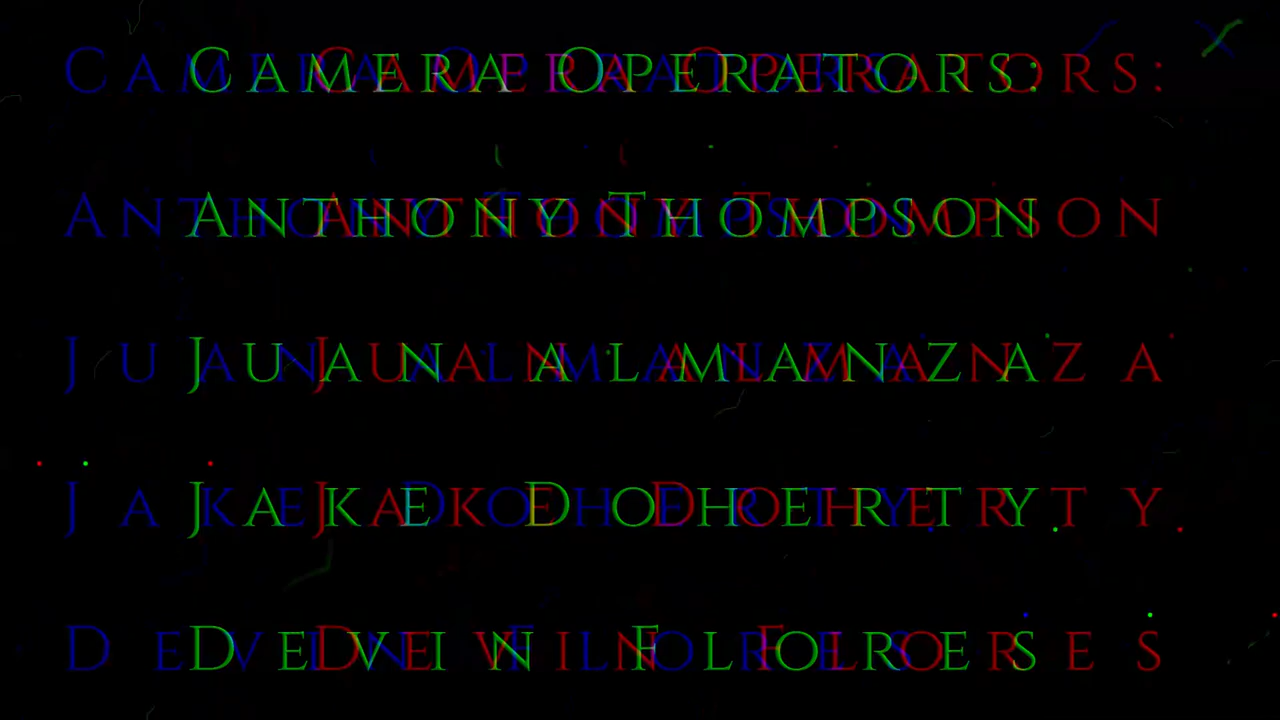 Camera Operators:
Anthony Thompson
Juan Almanza
Jake Doherty
Devin Flores